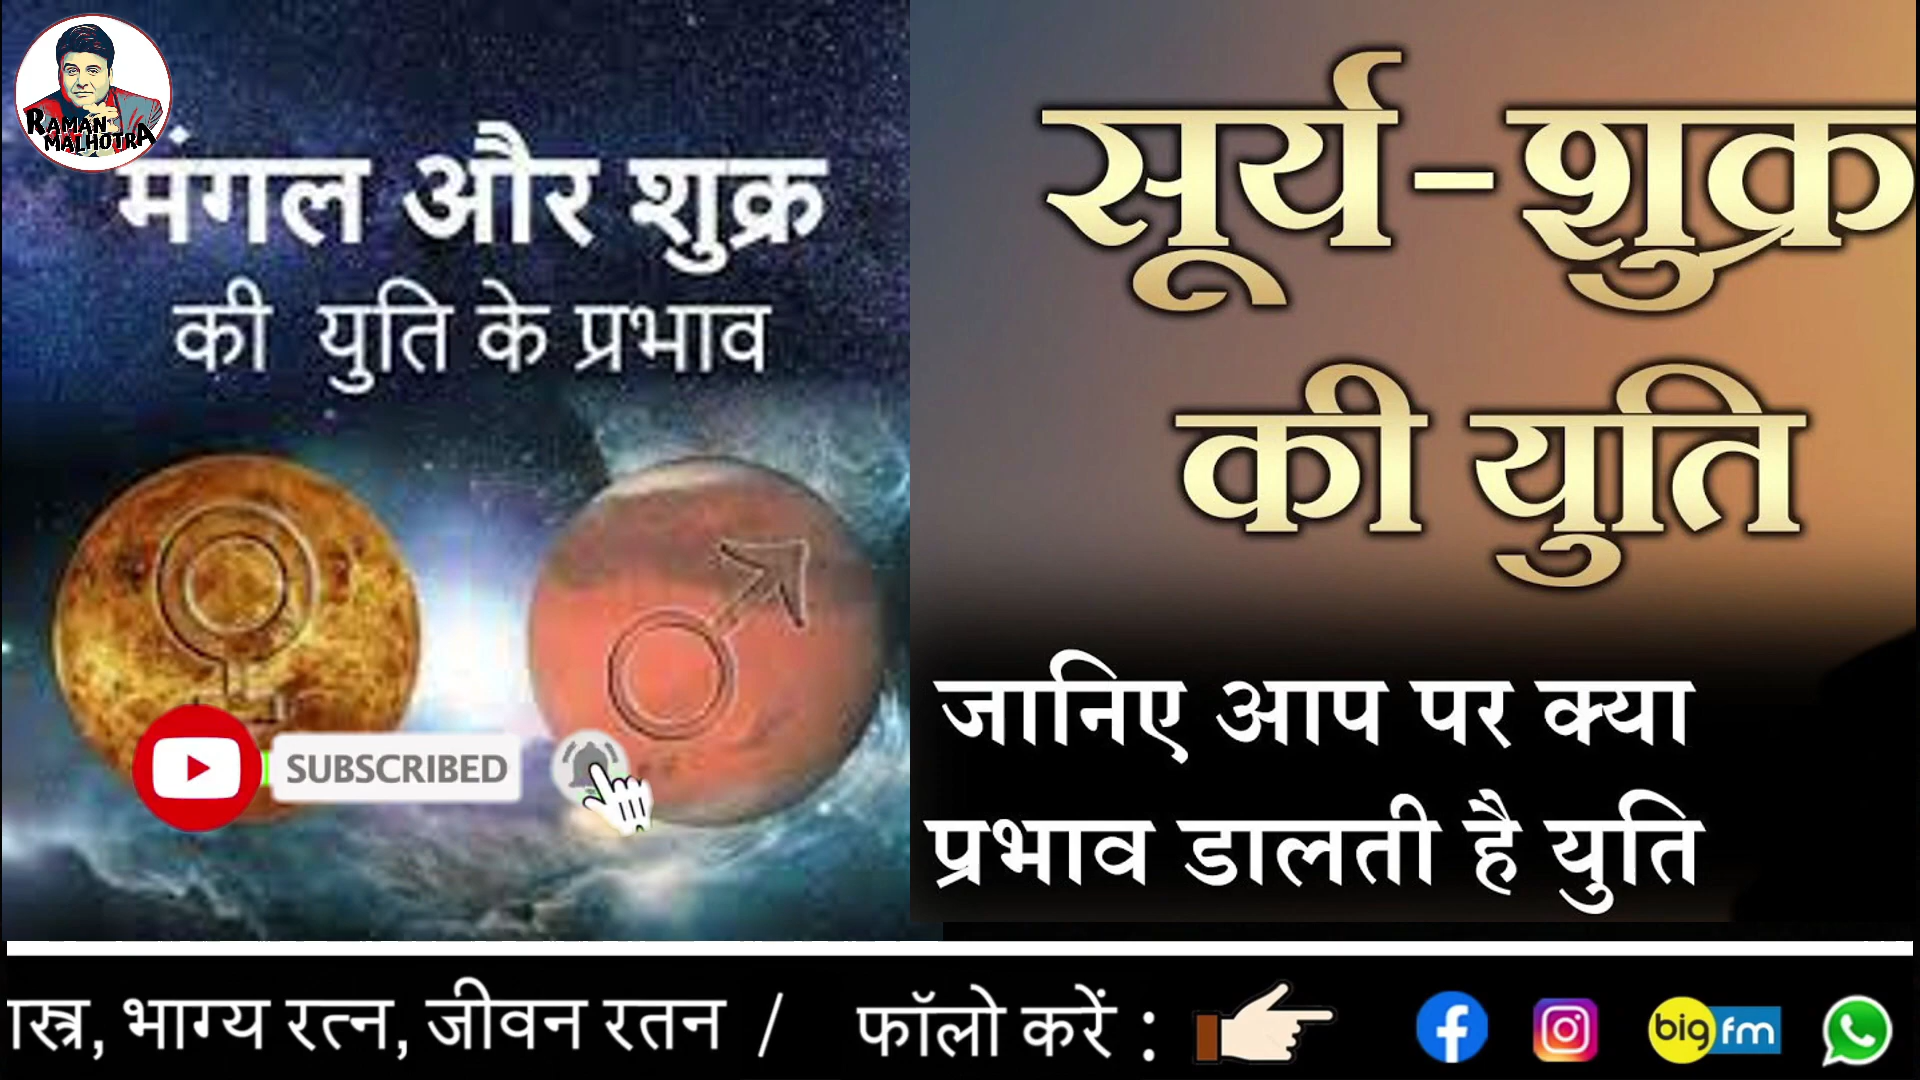 RAMAN
MALHOTRA
मंगल और शुक्र
की युति के प्रभाव
SUBSCRIBED
सूर्य-शुक्र
की युति
जानिए आप पर क्या
प्रभाव डालती है युति
स्त्र, भाग्य रत्न, जीवन रतन / फॉलो करें :
big fm